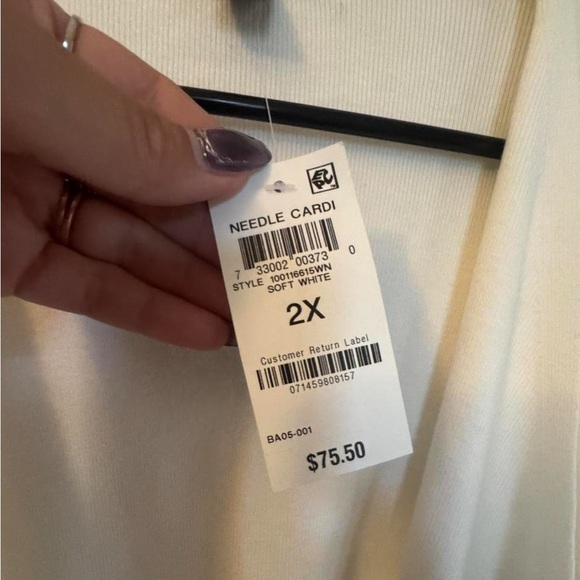 NEEDLE CARDI
7 33002 00373 0
STYLE 100116615WN
SOFT WHITE
2X
Customer Return Label
071459808157
BA05-001
$75.50